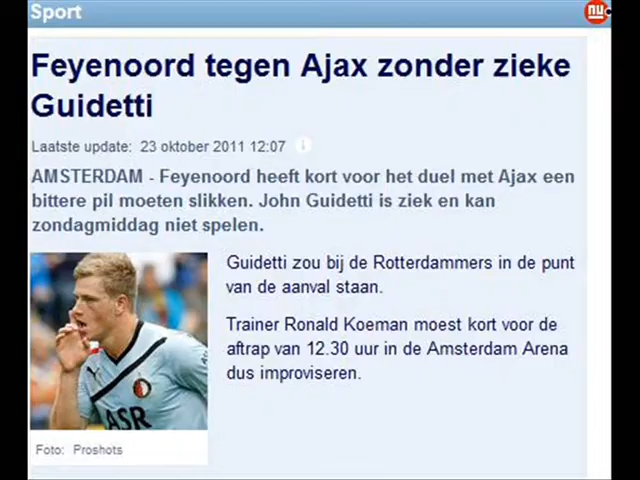 Sport
nu
Feyenoord tegen Ajax zonder zieke
Guidetti
Laatste update: 23 oktober 2011 12:07
AMSTERDAM - Feyenoord heeft kort voor het duel met Ajax een
bittere pil moeten slikken. John Guidetti is ziek en kan
zondagmiddag niet spelen.
Guidetti zou bij de Rotterdammers in de punt
van de aanval staan.
Trainer Ronald Koeman moest kort voor de
aftrap van 12.30 uur in de Amsterdam Arena
dus improviseren.
ASR
Foto: Proshots